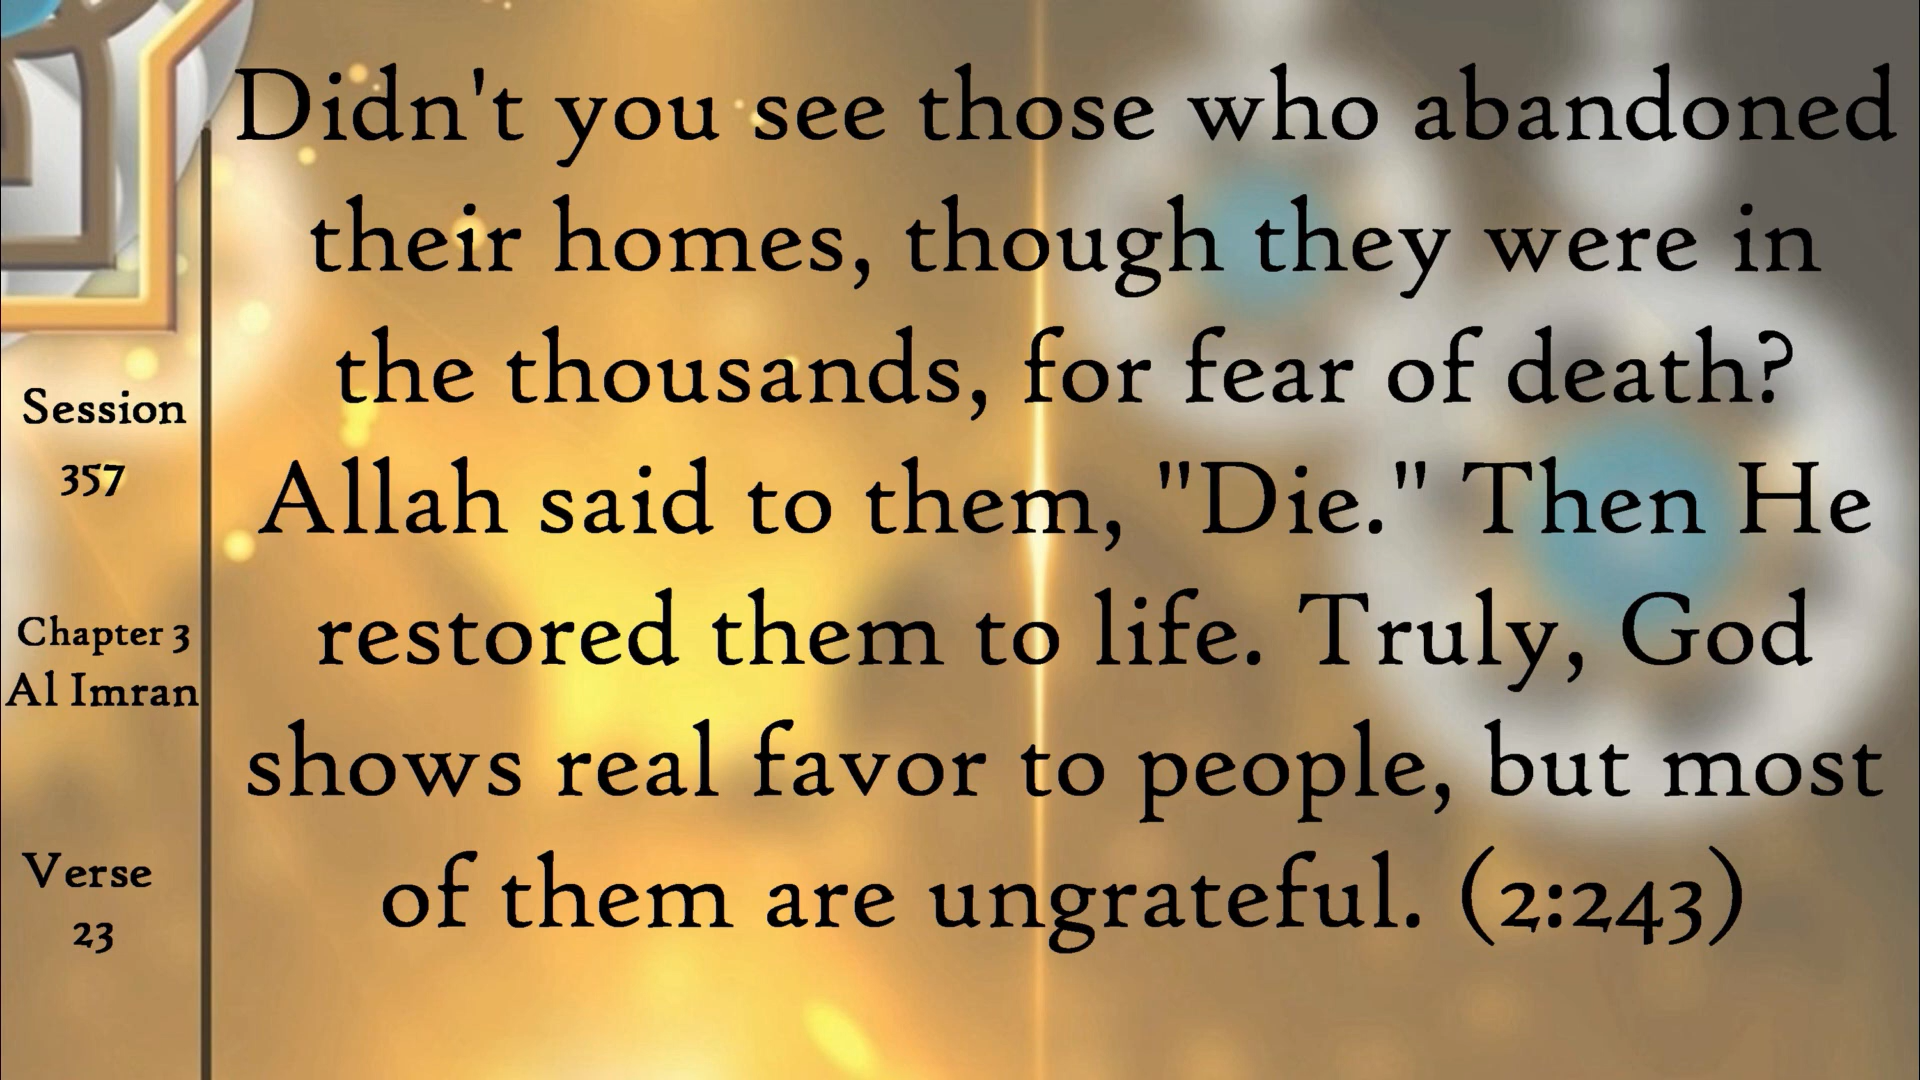 Didn't you see those who abandoned
their homes, though they were in
the thousands, for fear of death?
Allah said to them, "Die." Then He
restored them to life. Truly, God
shows real favor to people, but most
of them are ungrateful. (2:243)
Session
357
Chapter 3
Al Imran
Verse
23